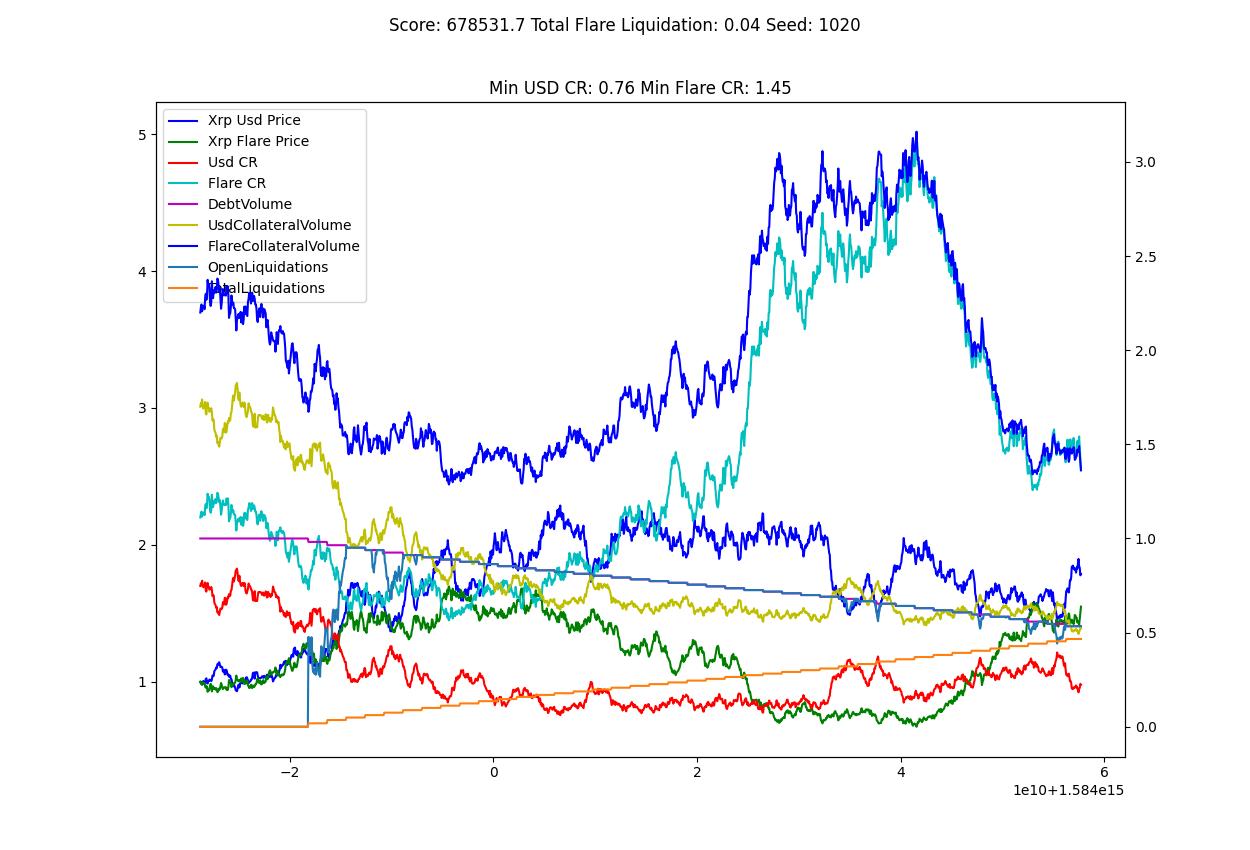 Score: 678531.7 Total Flare Liquidation: 0.04 Seed: 1020
Min USD CR: 0.76 Min Flare CR: 1.45
Xrp Usd Price
Xrp Flare Price
Usd CR
Flare CR
DebtVolume
UsdCollateralVolume
FlareCollateralVolume
OpenLiquidations
TotalLiquidations
5
4
3
2
1
3.0
2.5
2.0
1.5
1.0
0.5
0.0
−2 0 2 4 6
1e10+1.584e15